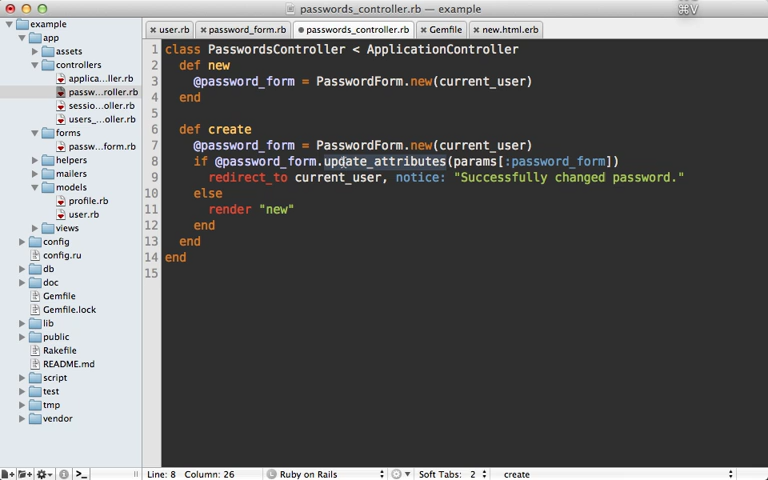 passwords_controller.rb — example
⌘V
example
app
assets
controllers
applica...ller.rb
passw...roller.rb
sessio...oller.rb
users_...oller.rb
forms
passw...form.rb
helpers
mailers
models
profile.rb
user.rb
views
config
config.ru
db
doc
Gemfile
Gemfile.lock
lib
public
Rakefile
README.md
script
test
tmp
vendor
user.rb password_form.rb passwords_controller.rb Gemfile new.html.erb
1 class PasswordsController < ApplicationController
2 def new
3 @password_form = PasswordForm.new(current_user)
4 end
5
6 def create
7 @password_form = PasswordForm.new(current_user)
8 if @password_form.update_attributes(params[:password_form])
9 redirect_to current_user, notice: "Successfully changed password."
10 else
11 render "new"
12 end
13 end
14 end
15
Line: 8 Column: 26 Ruby on Rails Soft Tabs: 2 create